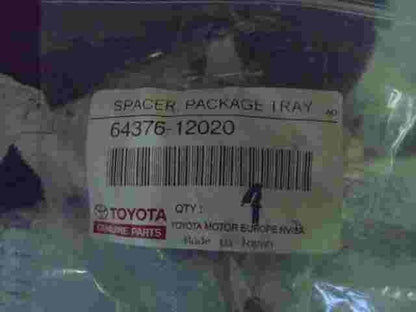 SPACER, PACKAGE TRAY
64376-12020
TOYOTA
GENUINE PARTS
QTY: 1
TOYOTA MOTOR EUROPE NV/SA
Made in Japan